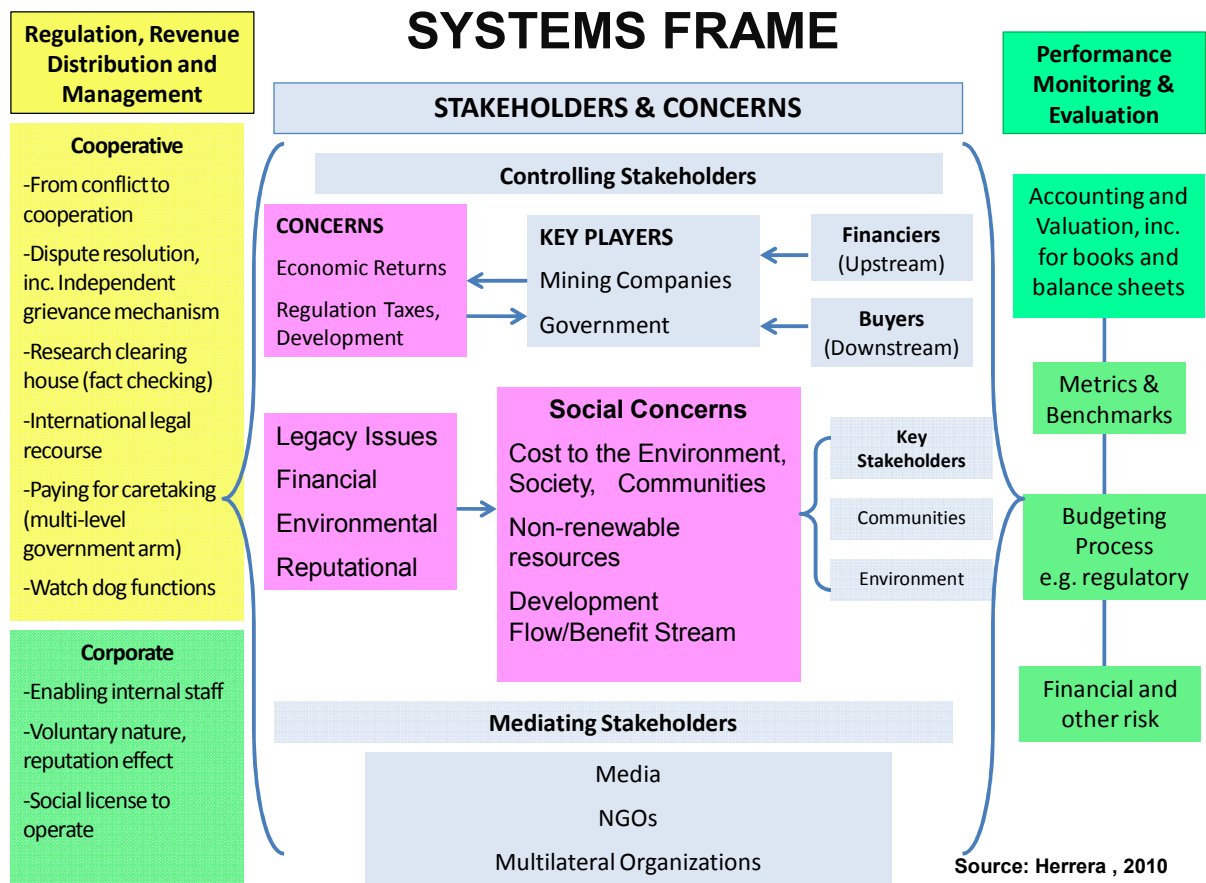 SYSTEMS FRAME
Regulation, Revenue
Distribution and
Management
Cooperative
-From conflict to
cooperation
-Dispute resolution,
inc. Independent
grievance mechanism
-Research clearing
house (fact checking)
-International legal
recourse
-Paying for caretaking
(multi-level
government arm)
-Watch dog functions
Corporate
-Enabling internal staff
-Voluntary nature,
reputation effect
-Social license to
operate
STAKEHOLDERS & CONCERNS
Controlling Stakeholders
CONCERNS
Economic Returns
Regulation Taxes,
Development
KEY PLAYERS
Mining Companies
Government
Financiers
(Upstream)
Buyers
(Downstream)
Legacy Issues
Financial
Environmental
Reputational
Social Concerns
Cost to the Environment,
Society, Communities
Non-renewable
resources
Development
Flow/Benefit Stream
Key
Stakeholders
Communities
Environment
Mediating Stakeholders
Media
NGOs
Multilateral Organizations
Performance
Monitoring &
Evaluation
Accounting and
Valuation, inc.
for books and
balance sheets
Metrics &
Benchmarks
Budgeting
Process
e.g. regulatory
Financial and
other risk
Source: Herrera , 2010